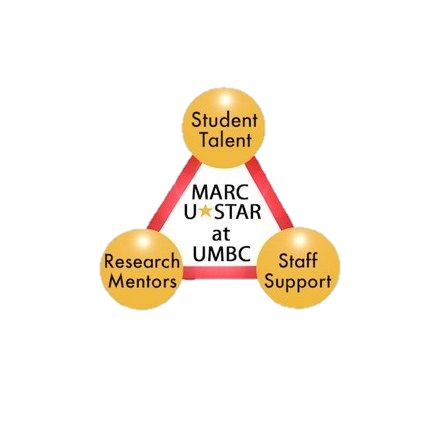 Student
Talent
MARC
U★STAR
at
UMBC
Research
Mentors
Staff
Support